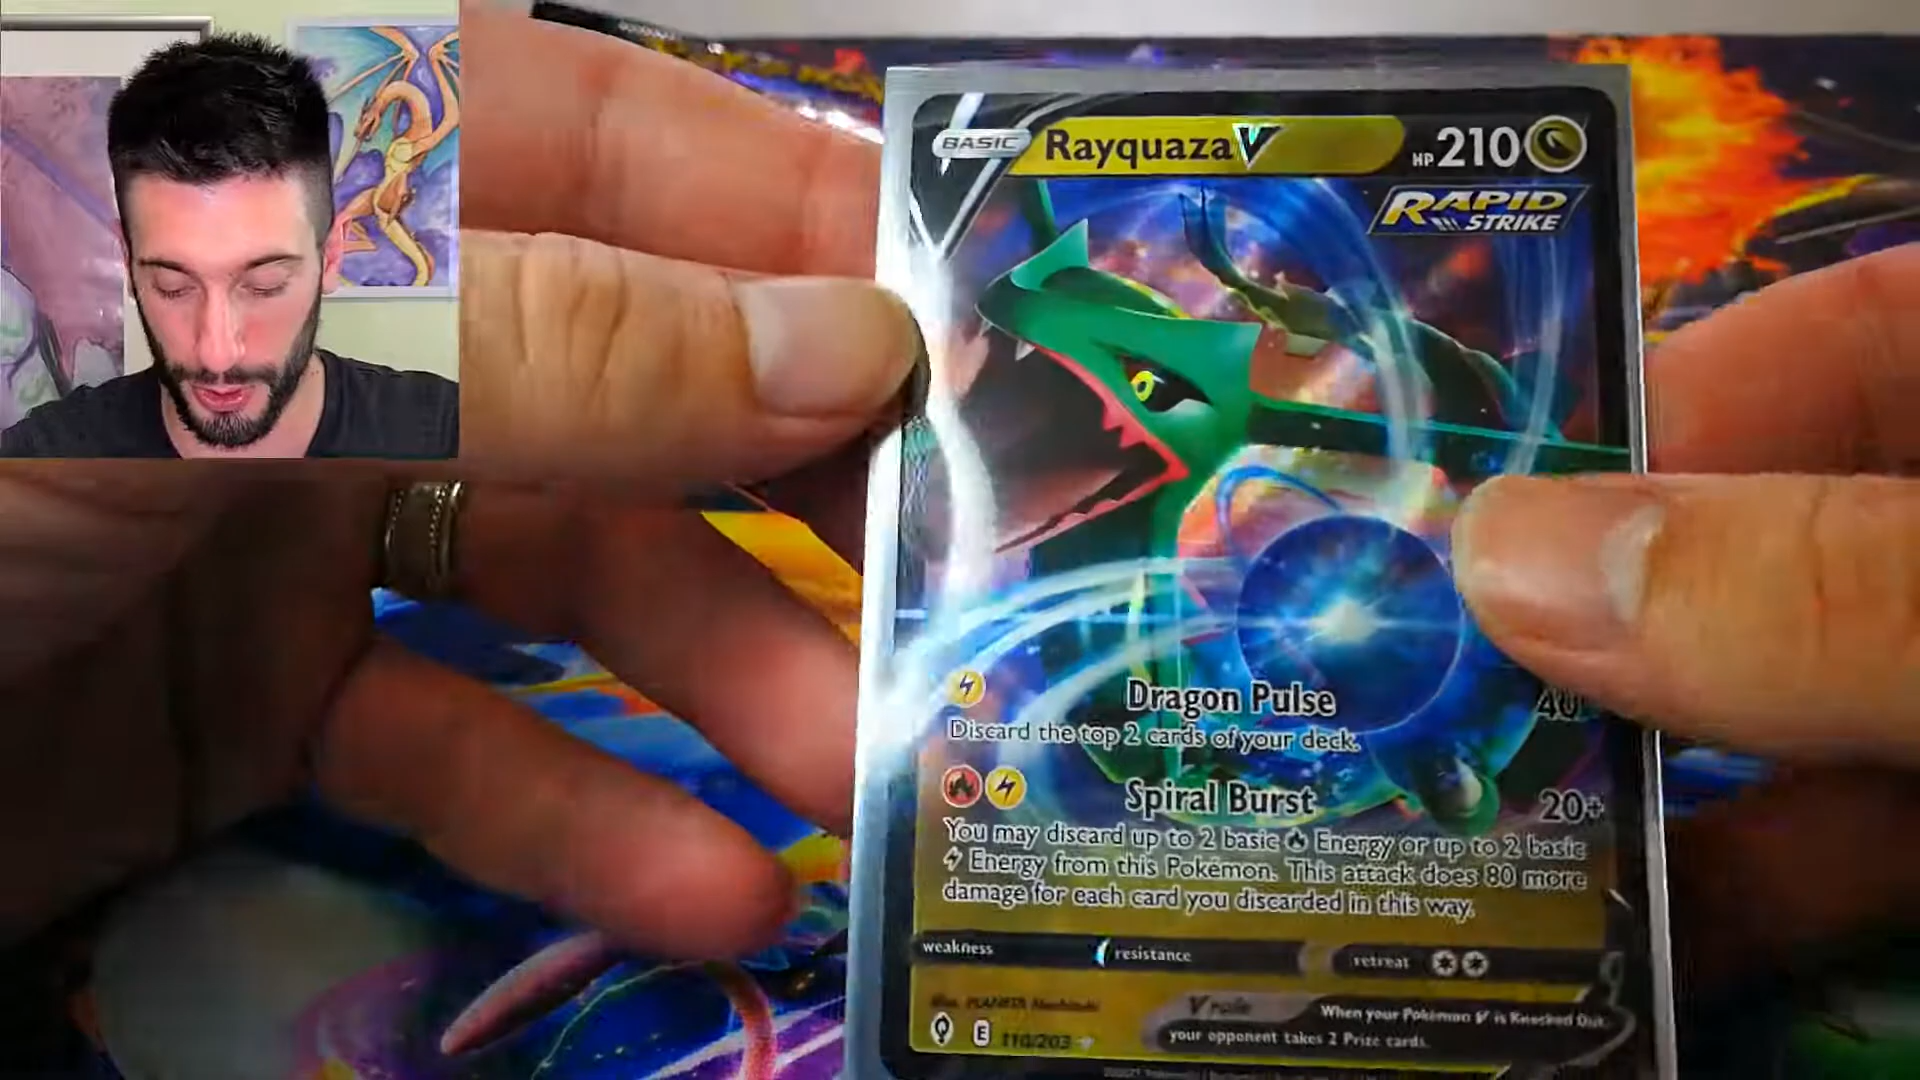 BASIC
Rayquaza V
HP 210
RAPID
STRIKE
Dragon Pulse
40
Discard the top 2 cards of your deck.
Spiral Burst
20+
You may discard up to 2 basic Energy or up to 2 basic
Energy from this Pokémon. This attack does 80 more
damage for each card you discarded in this way.
weakness
resistance
retreat
Illus. PLANETA
V rule
When your Pokémon V is Knocked Out,
your opponent takes 2 Prize cards.
E
110/203